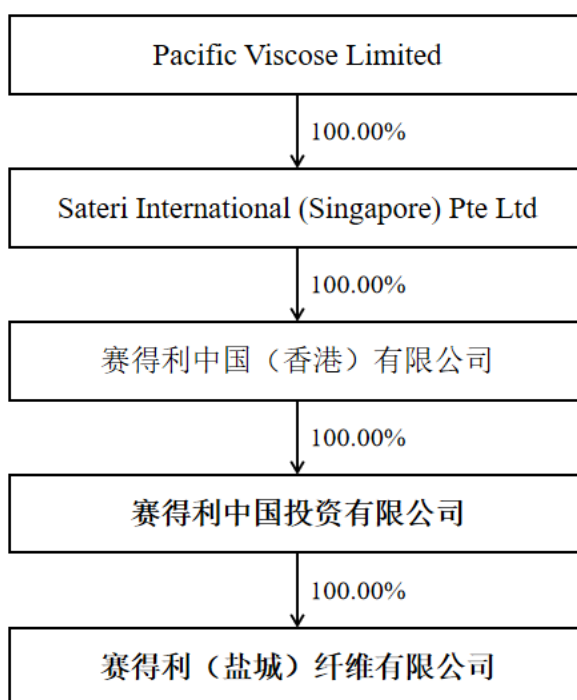 Pacific Viscose Limited
100.00%
Sateri International (Singapore) Pte Ltd
100.00%
赛得利中国（香港）有限公司
100.00%
赛得利中国投资有限公司
100.00%
赛得利（盐城）纤维有限公司